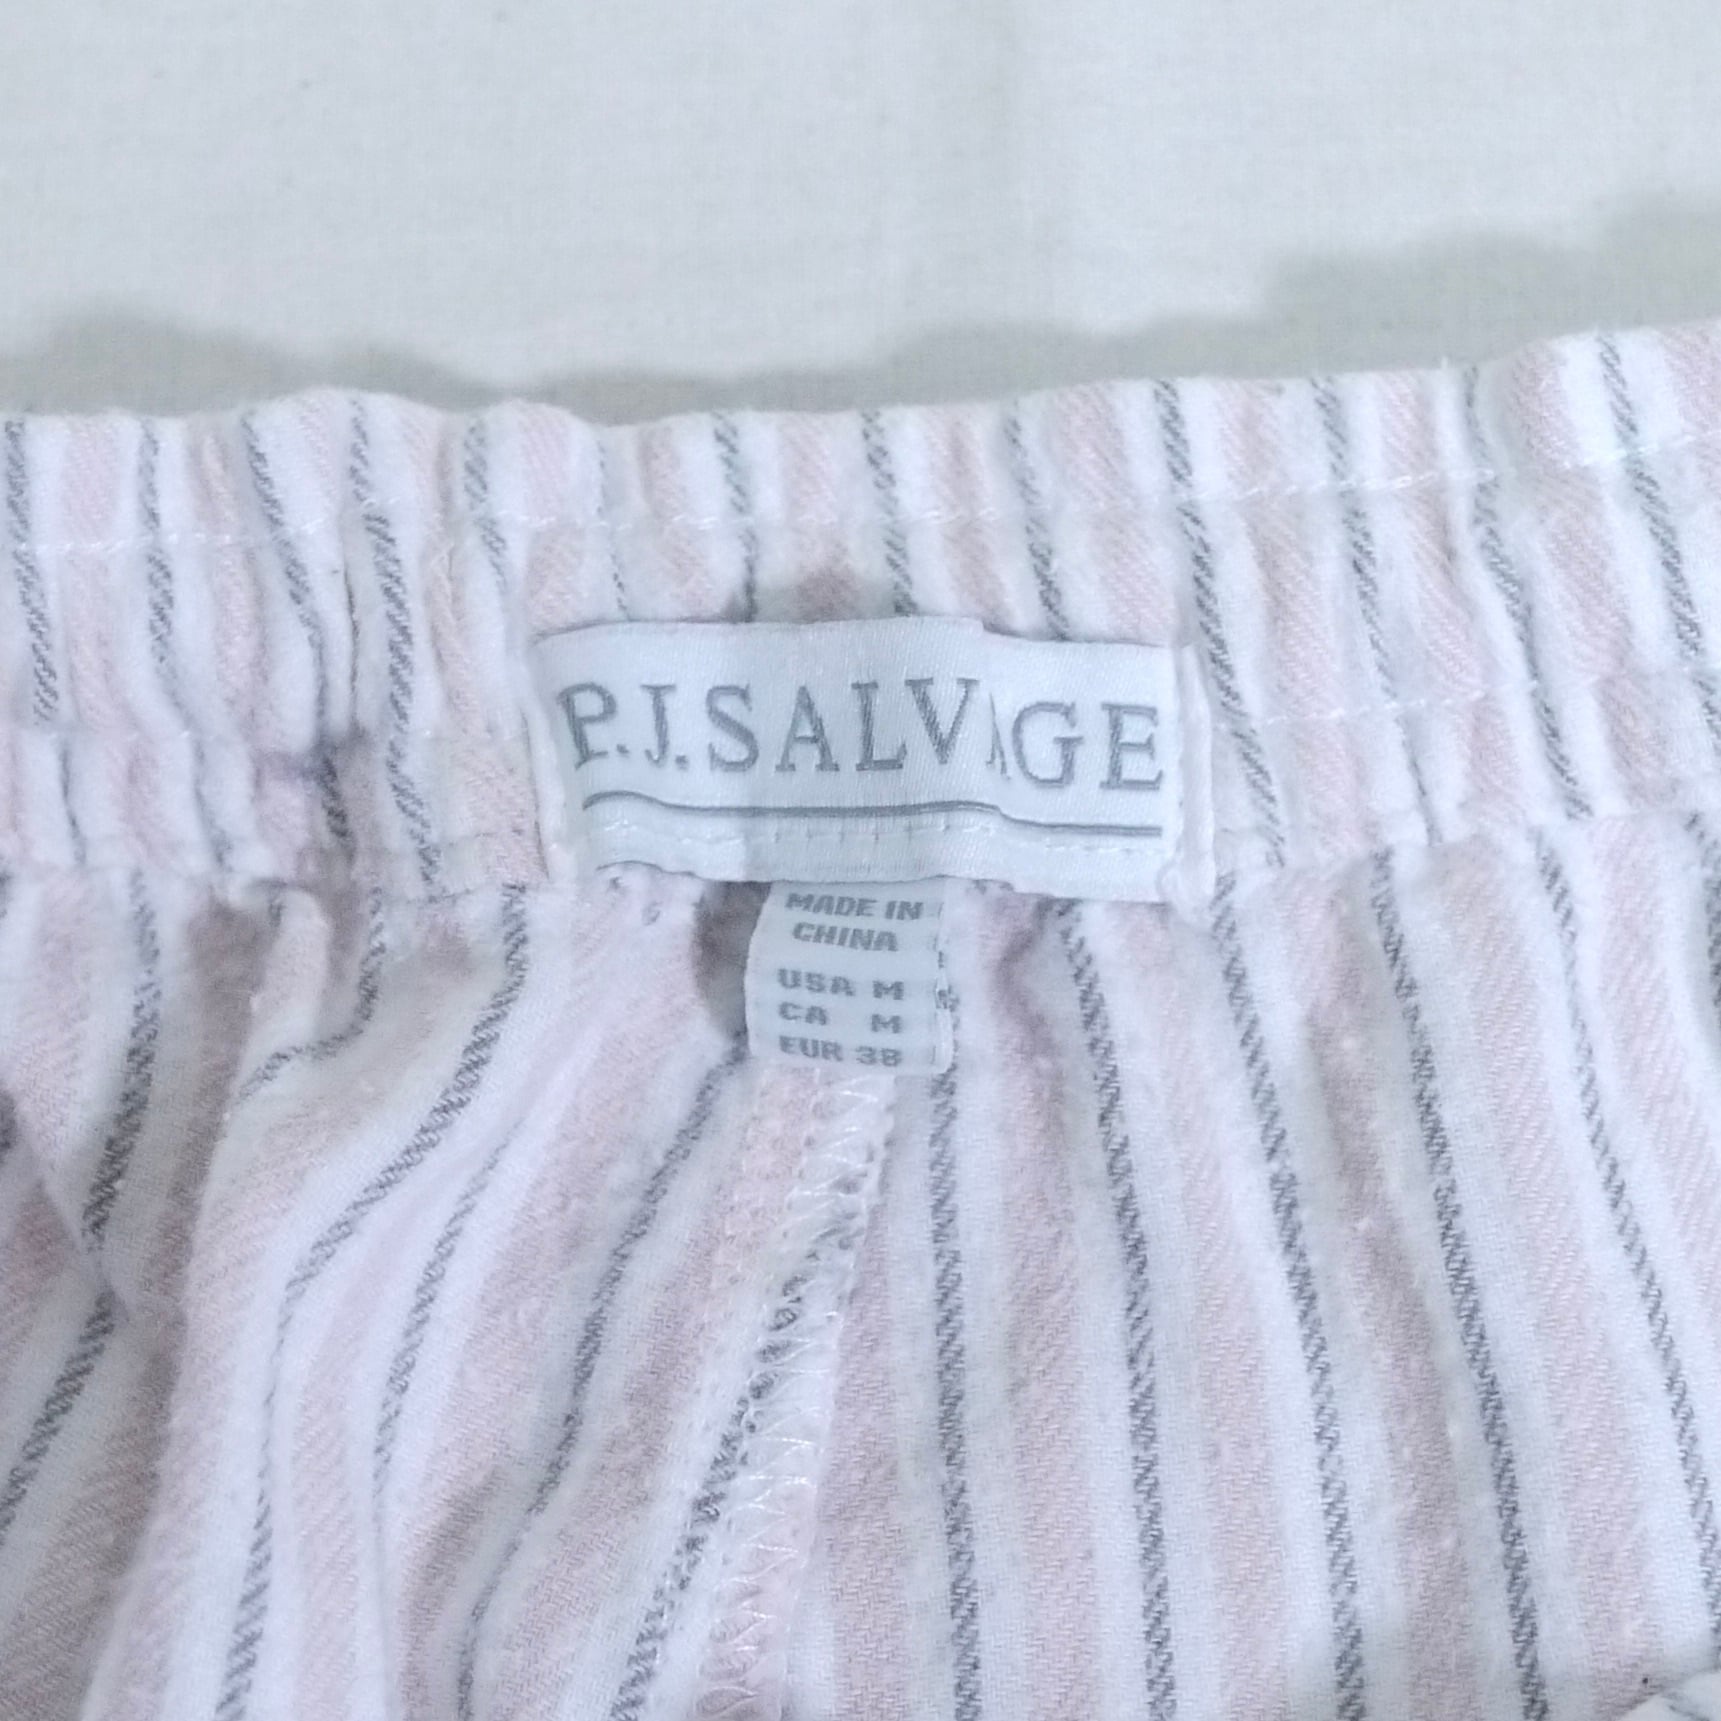 P.J.SALVAGE
MADE IN
CHINA
USA M
CA M
EUR 38